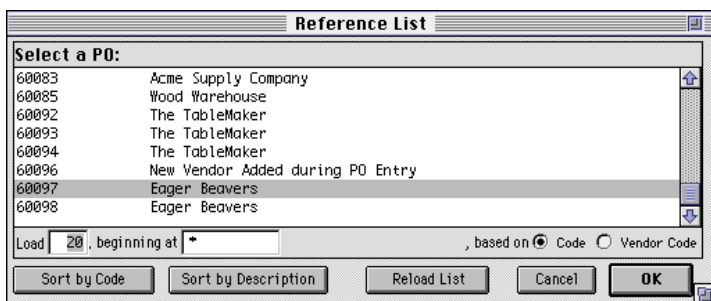 Reference List
Select a PO:
60083 Acme Supply Company
60085 Wood Warehouse
60092 The TableMaker
60093 The TableMaker
60094 The TableMaker
60096 New Vendor Added during PO Entry
60097 Eager Beavers
60098 Eager Beavers
Load 20 , beginning at * , based on Code Vendor Code
Sort by Code Sort by Description Reload List Cancel OK